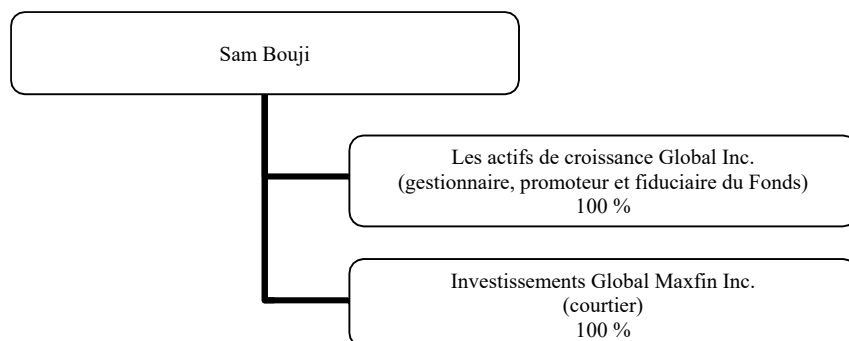 Sam Bouji
Les actifs de croissance Global Inc.
(gestionnaire, promoteur et fiduciaire du Fonds)
100 %
Investissements Global Maxfin Inc.
(courtier)
100 %